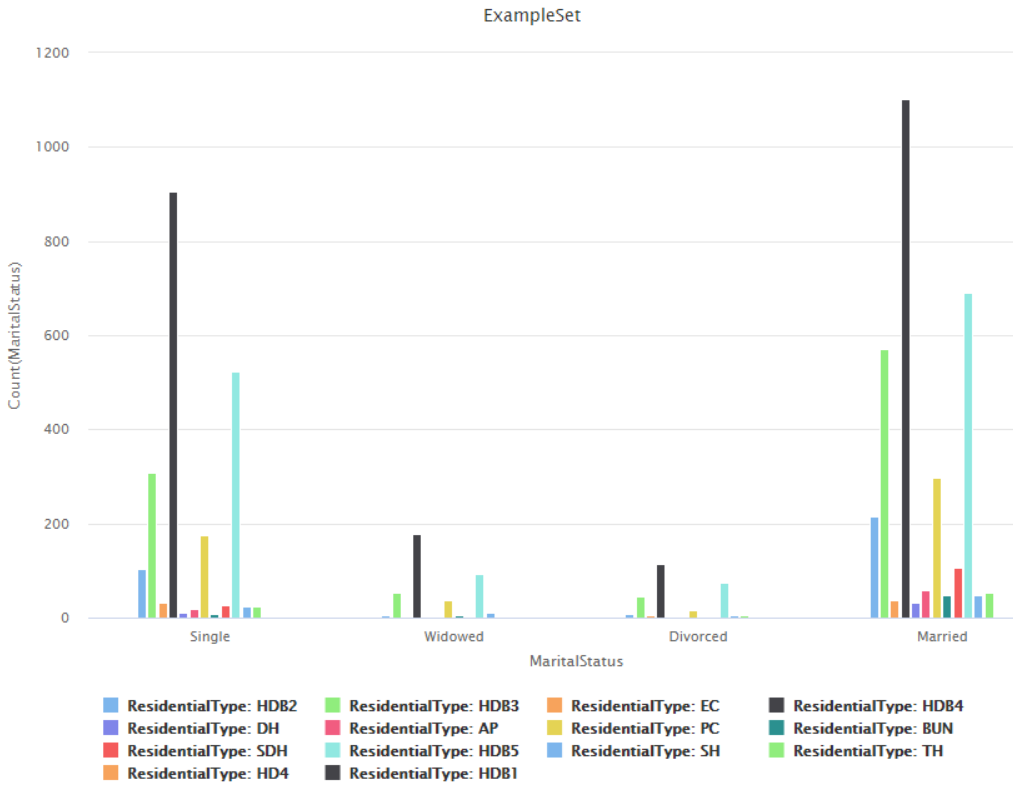 ExampleSet
1200
1000
800
600
400
200
0
Count(MaritalStatus)
Single Widowed Divorced Married
MaritalStatus
ResidentialType: HDB2 ResidentialType: HDB3 ResidentialType: EC ResidentialType: HDB4
ResidentialType: DH ResidentialType: AP ResidentialType: PC ResidentialType: BUN
ResidentialType: SDH ResidentialType: HDB5 ResidentialType: SH ResidentialType: TH
ResidentialType: HD4 ResidentialType: HDB1